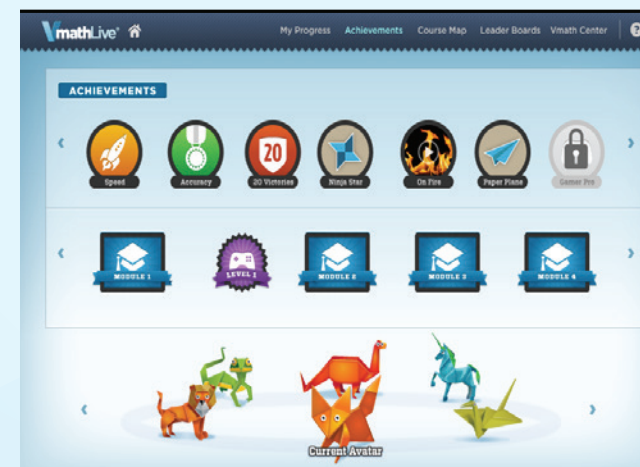 VmathLive®
My Progress Achievements Course Map Leader Boards Vmath Center ?
ACHIEVEMENTS
20
Speed Accuracy 20 Victories Ninja Star On Fire Paper Plane Gamer Pro
MODULE 1 LEVEL 1 MODULE 2 MODULE 3 MODULE 4
Current Avatar